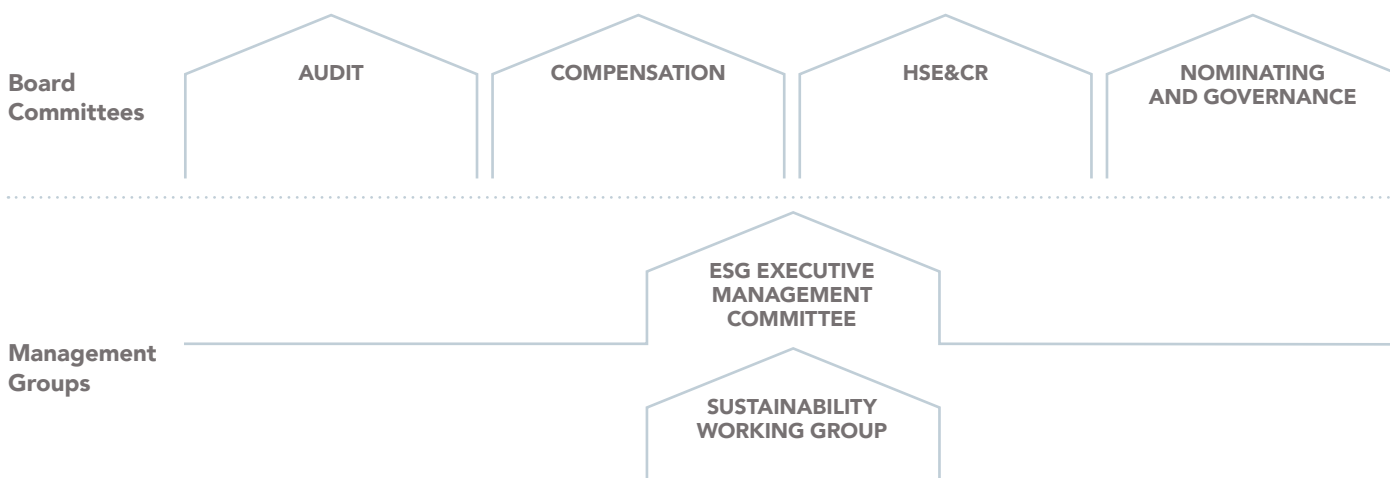 Board
Committees
AUDIT
COMPENSATION
HSE&CR
NOMINATING
AND GOVERNANCE
Management
Groups
ESG EXECUTIVE
MANAGEMENT
COMMITTEE
SUSTAINABILITY
WORKING GROUP